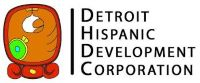 DETROIT
HISPANIC
DEVELOPMENT
CORPORATION